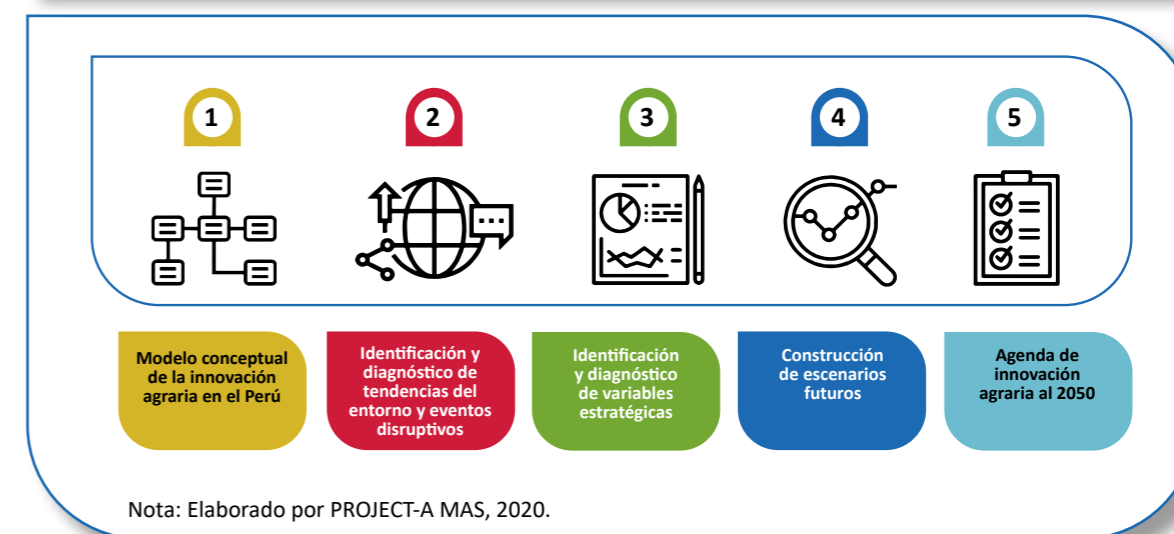 1
2
3
4
5
Modelo conceptual
de la innovación
agraria en el Perú
Identificación y
diagnóstico de
tendencias del
entorno y eventos
disruptivos
Identificación
y diagnóstico
de variables
estratégicas
Construcción
de escenarios
futuros
Agenda de
innovación
agraria al 2050
Nota: Elaborado por PROJECT-A MAS, 2020.